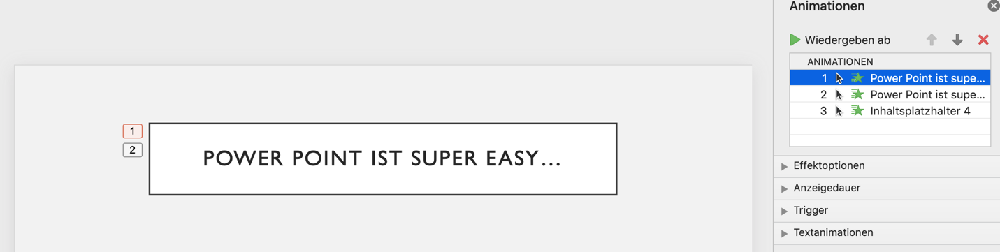 Animationen
Wiedergeben ab
ANIMATIONEN
1 Power Point ist supe...
2 Power Point ist supe...
3 Inhaltsplatzhalter 4
1
2
POWER POINT IST SUPER EASY...
Effektoptionen
Anzeigedauer
Trigger
Textanimationen